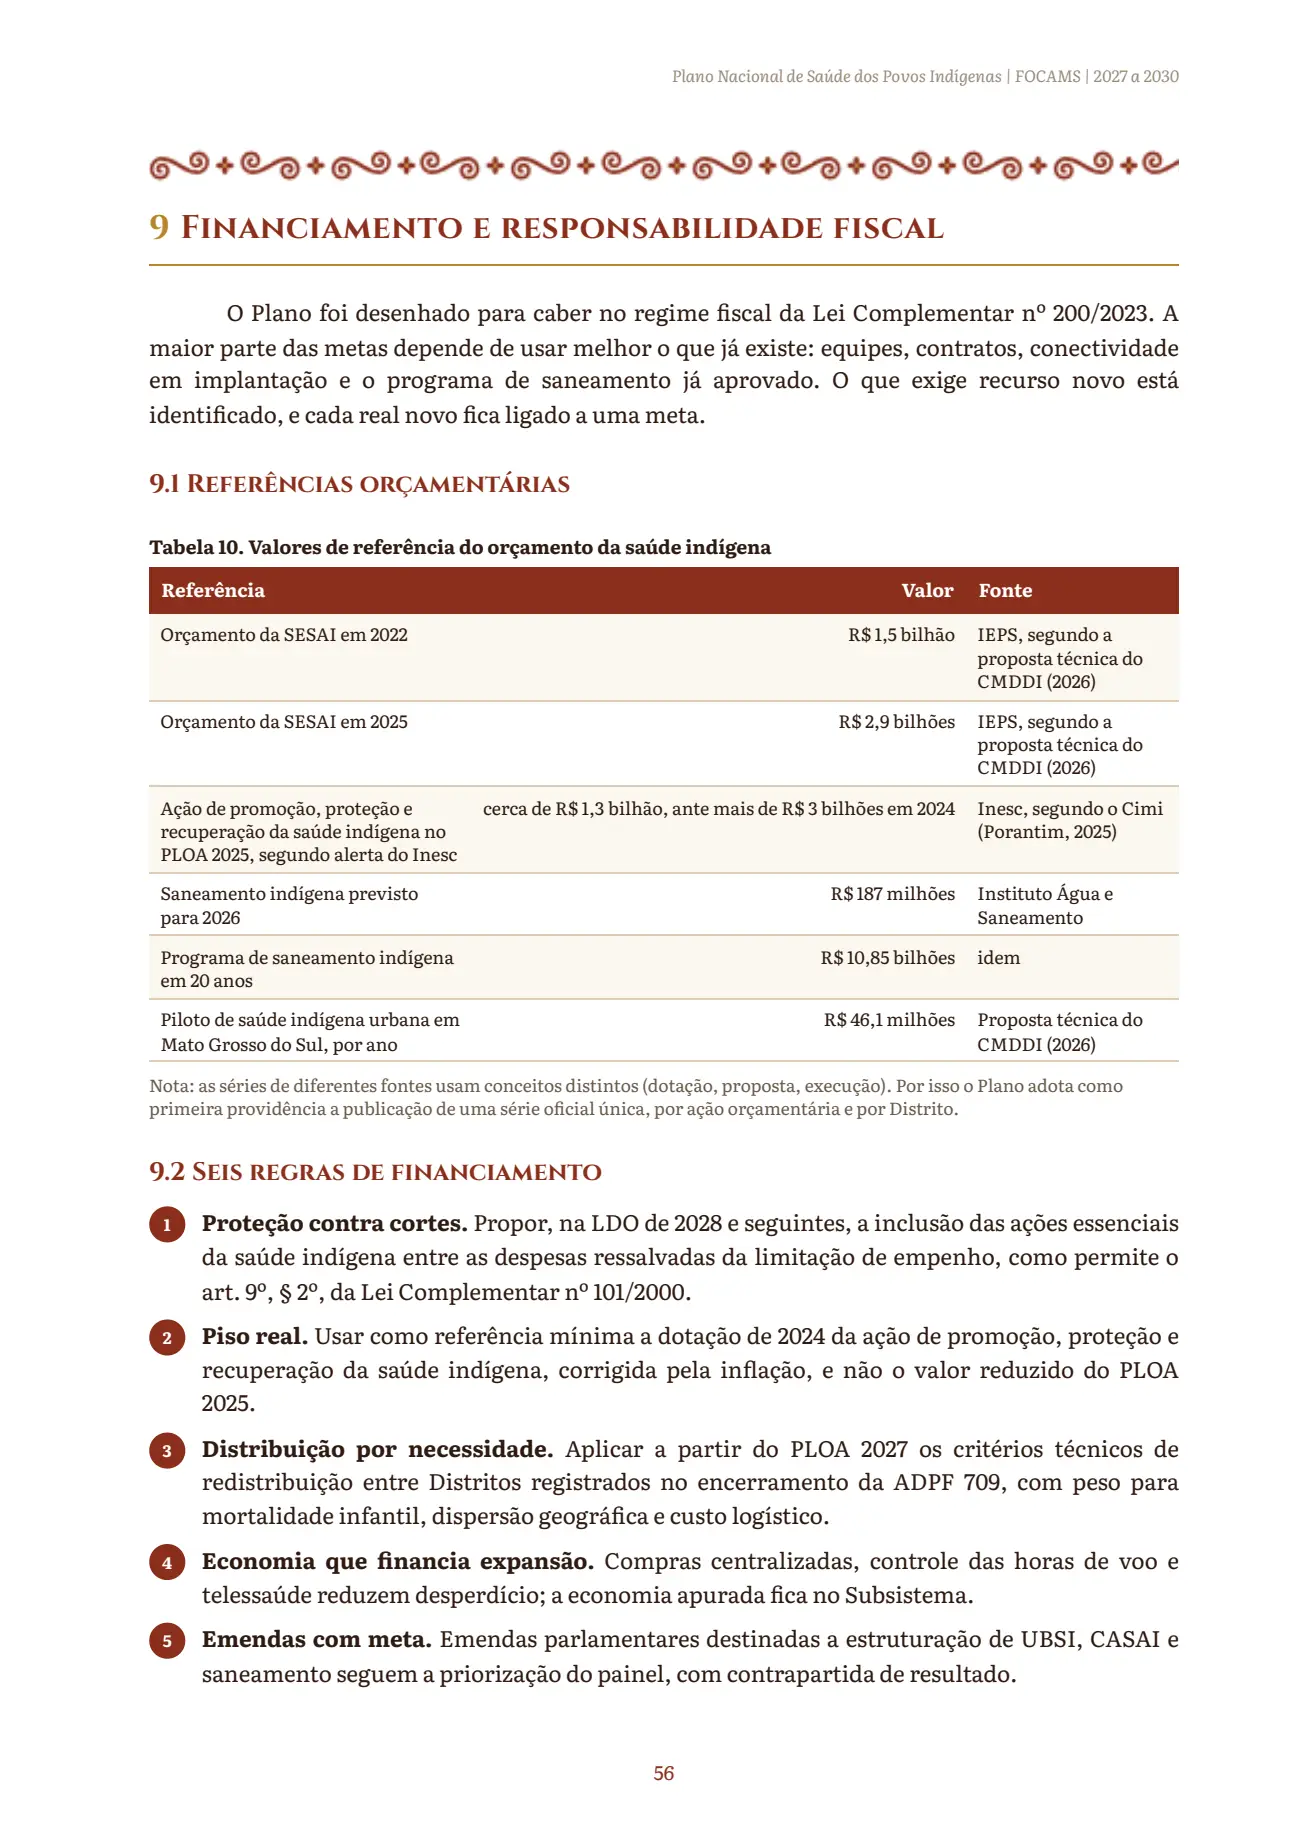 Plano Nacional de Saúde dos Povos Indígenas | FOCAMS | 2027 a 2030
9 Financiamento e responsabilidade fiscal
O Plano foi desenhado para caber no regime fiscal da Lei Complementar nº 200/2023. A
maior parte das metas depende de usar melhor o que já existe: equipes, contratos, conectividade
em implantação e o programa de saneamento já aprovado. O que exige recurso novo está
identificado, e cada real novo fica ligado a uma meta.
9.1 Referências orçamentárias
Tabela 10. Valores de referência do orçamento da saúde indígena
Referência Valor Fonte
Orçamento da SESAI em 2022 R$ 1,5 bilhão IEPS, segundo a
proposta técnica do
CMDDI (2026)
Orçamento da SESAI em 2025 R$ 2,9 bilhões IEPS, segundo a
proposta técnica do
CMDDI (2026)
Ação de promoção, proteção e cerca de R$ 1,3 bilhão, ante mais de R$ 3 bilhões em 2024 Inesc, segundo o Cimi
recuperação da saúde indígena no (Porantim, 2025)
PLOA 2025, segundo alerta do Inesc
Saneamento indígena previsto R$ 187 milhões Instituto Água e
para 2026 Saneamento
Programa de saneamento indígena R$ 10,85 bilhões idem
em 20 anos
Piloto de saúde indígena urbana em R$ 46,1 milhões Proposta técnica do
Mato Grosso do Sul, por ano CMDDI (2026)
Nota: as séries de diferentes fontes usam conceitos distintos (dotação, proposta, execução). Por isso o Plano adota como
primeira providência a publicação de uma série oficial única, por ação orçamentária e por Distrito.
9.2 Seis regras de financiamento
1 Proteção contra cortes. Propor, na LDO de 2028 e seguintes, a inclusão das ações essenciais
da saúde indígena entre as despesas ressalvadas da limitação de empenho, como permite o
art. 9º, § 2º, da Lei Complementar nº 101/2000.
2 Piso real. Usar como referência mínima a dotação de 2024 da ação de promoção, proteção e
recuperação da saúde indígena, corrigida pela inflação, e não o valor reduzido do PLOA
2025.
3 Distribuição por necessidade. Aplicar a partir do PLOA 2027 os critérios técnicos de
redistribuição entre Distritos registrados no encerramento da ADPF 709, com peso para
mortalidade infantil, dispersão geográfica e custo logístico.
4 Economia que financia expansão. Compras centralizadas, controle das horas de voo e
telessaúde reduzem desperdício; a economia apurada fica no Subsistema.
5 Emendas com meta. Emendas parlamentares destinadas a estruturação de UBSI, CASAI e
saneamento seguem a priorização do painel, com contrapartida de resultado.
56